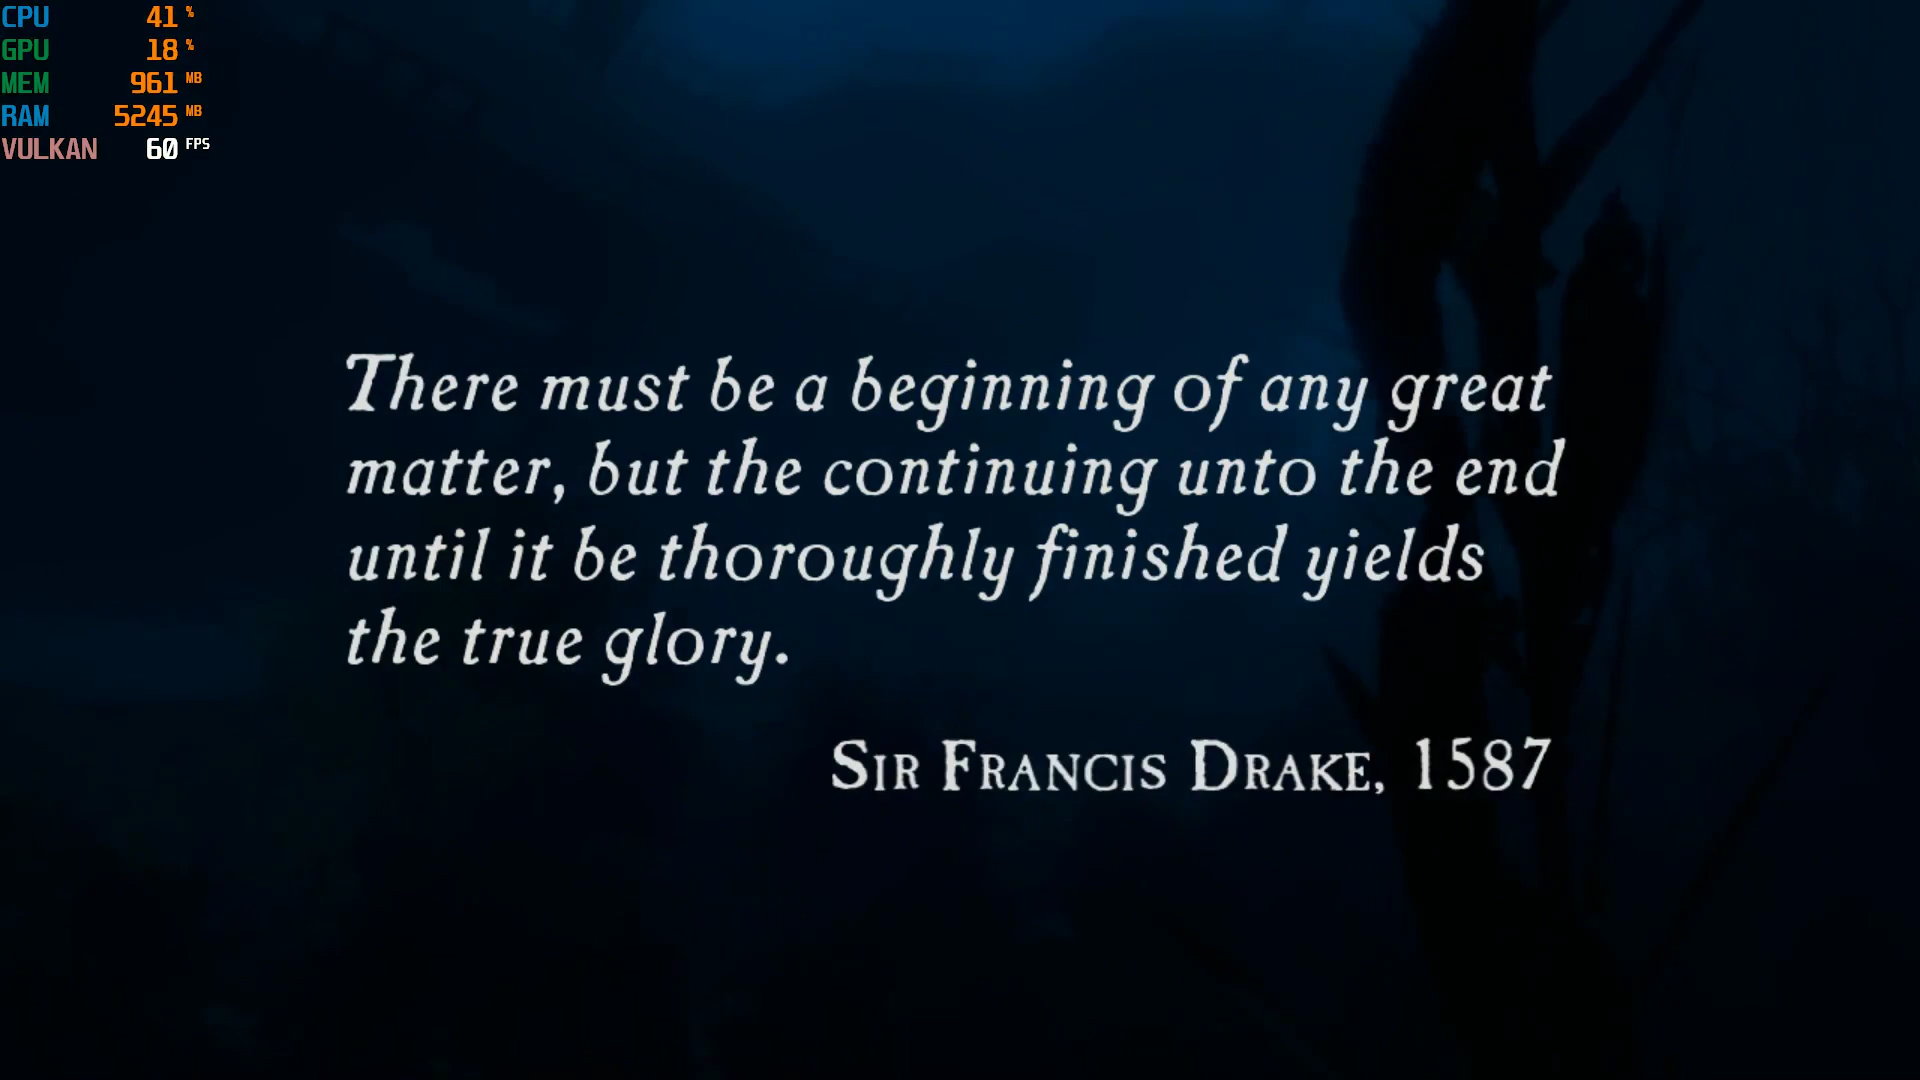 CPU 41 %
GPU 18 %
MEM 961 MB
RAM 5245 MB
VULKAN 60 FPS
There must be a beginning of any great
matter, but the continuing unto the end
until it be thoroughly finished yields
the true glory.
Sir Francis Drake, 1587